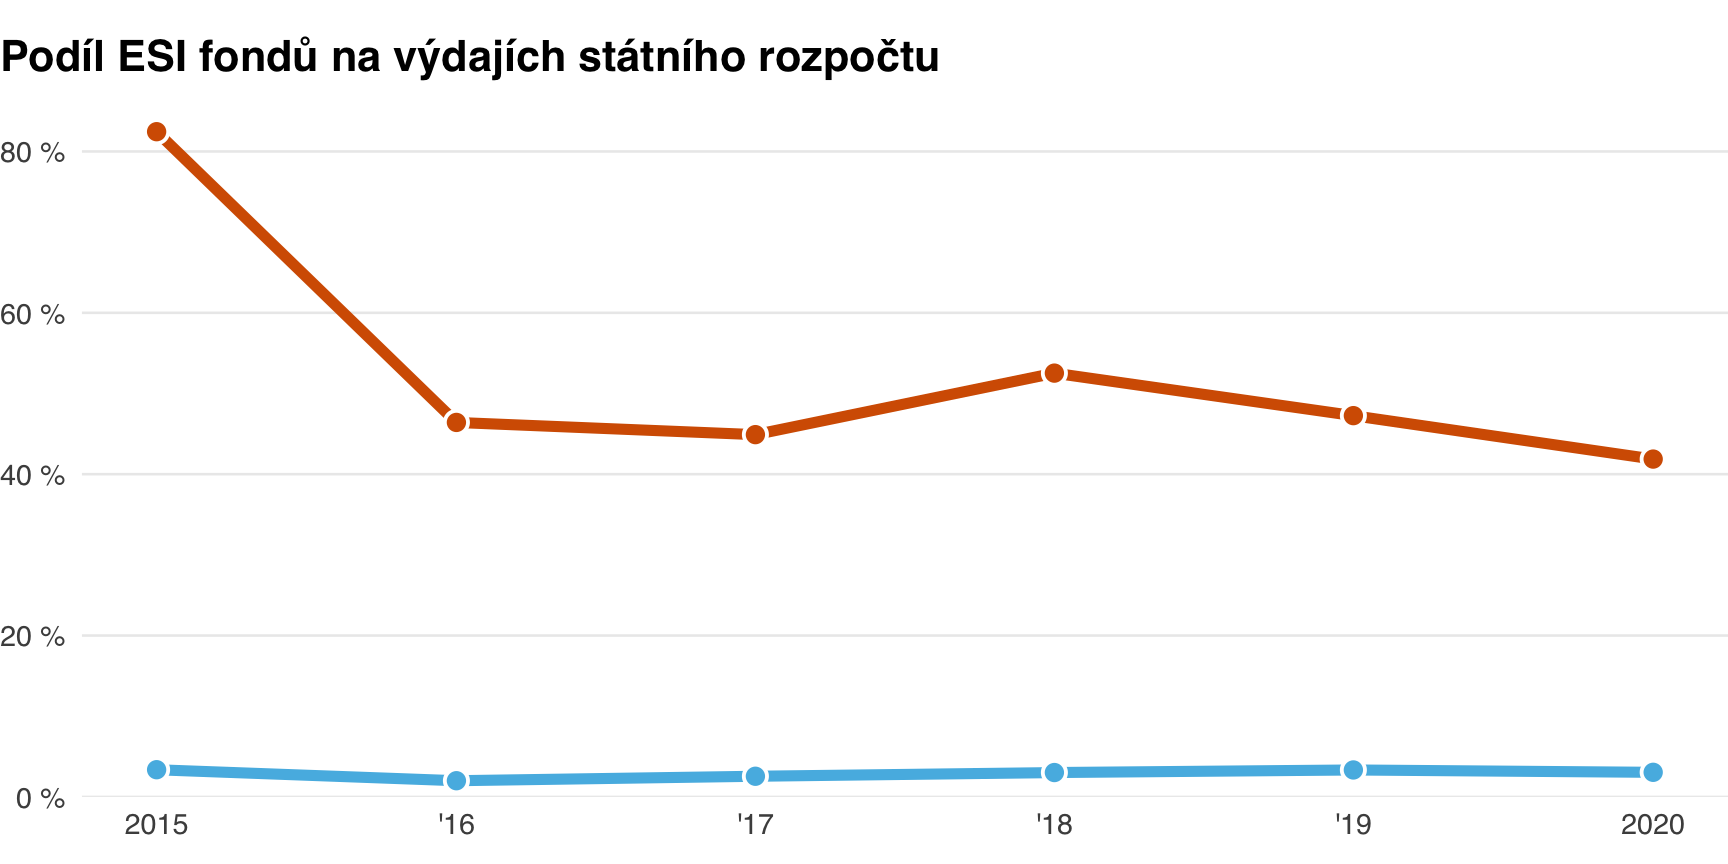 Podíl ESI fondů na výdajích státního rozpočtu
80 %
60 %
40 %
20 %
0 %
2015 '16 '17 '18 '19 2020